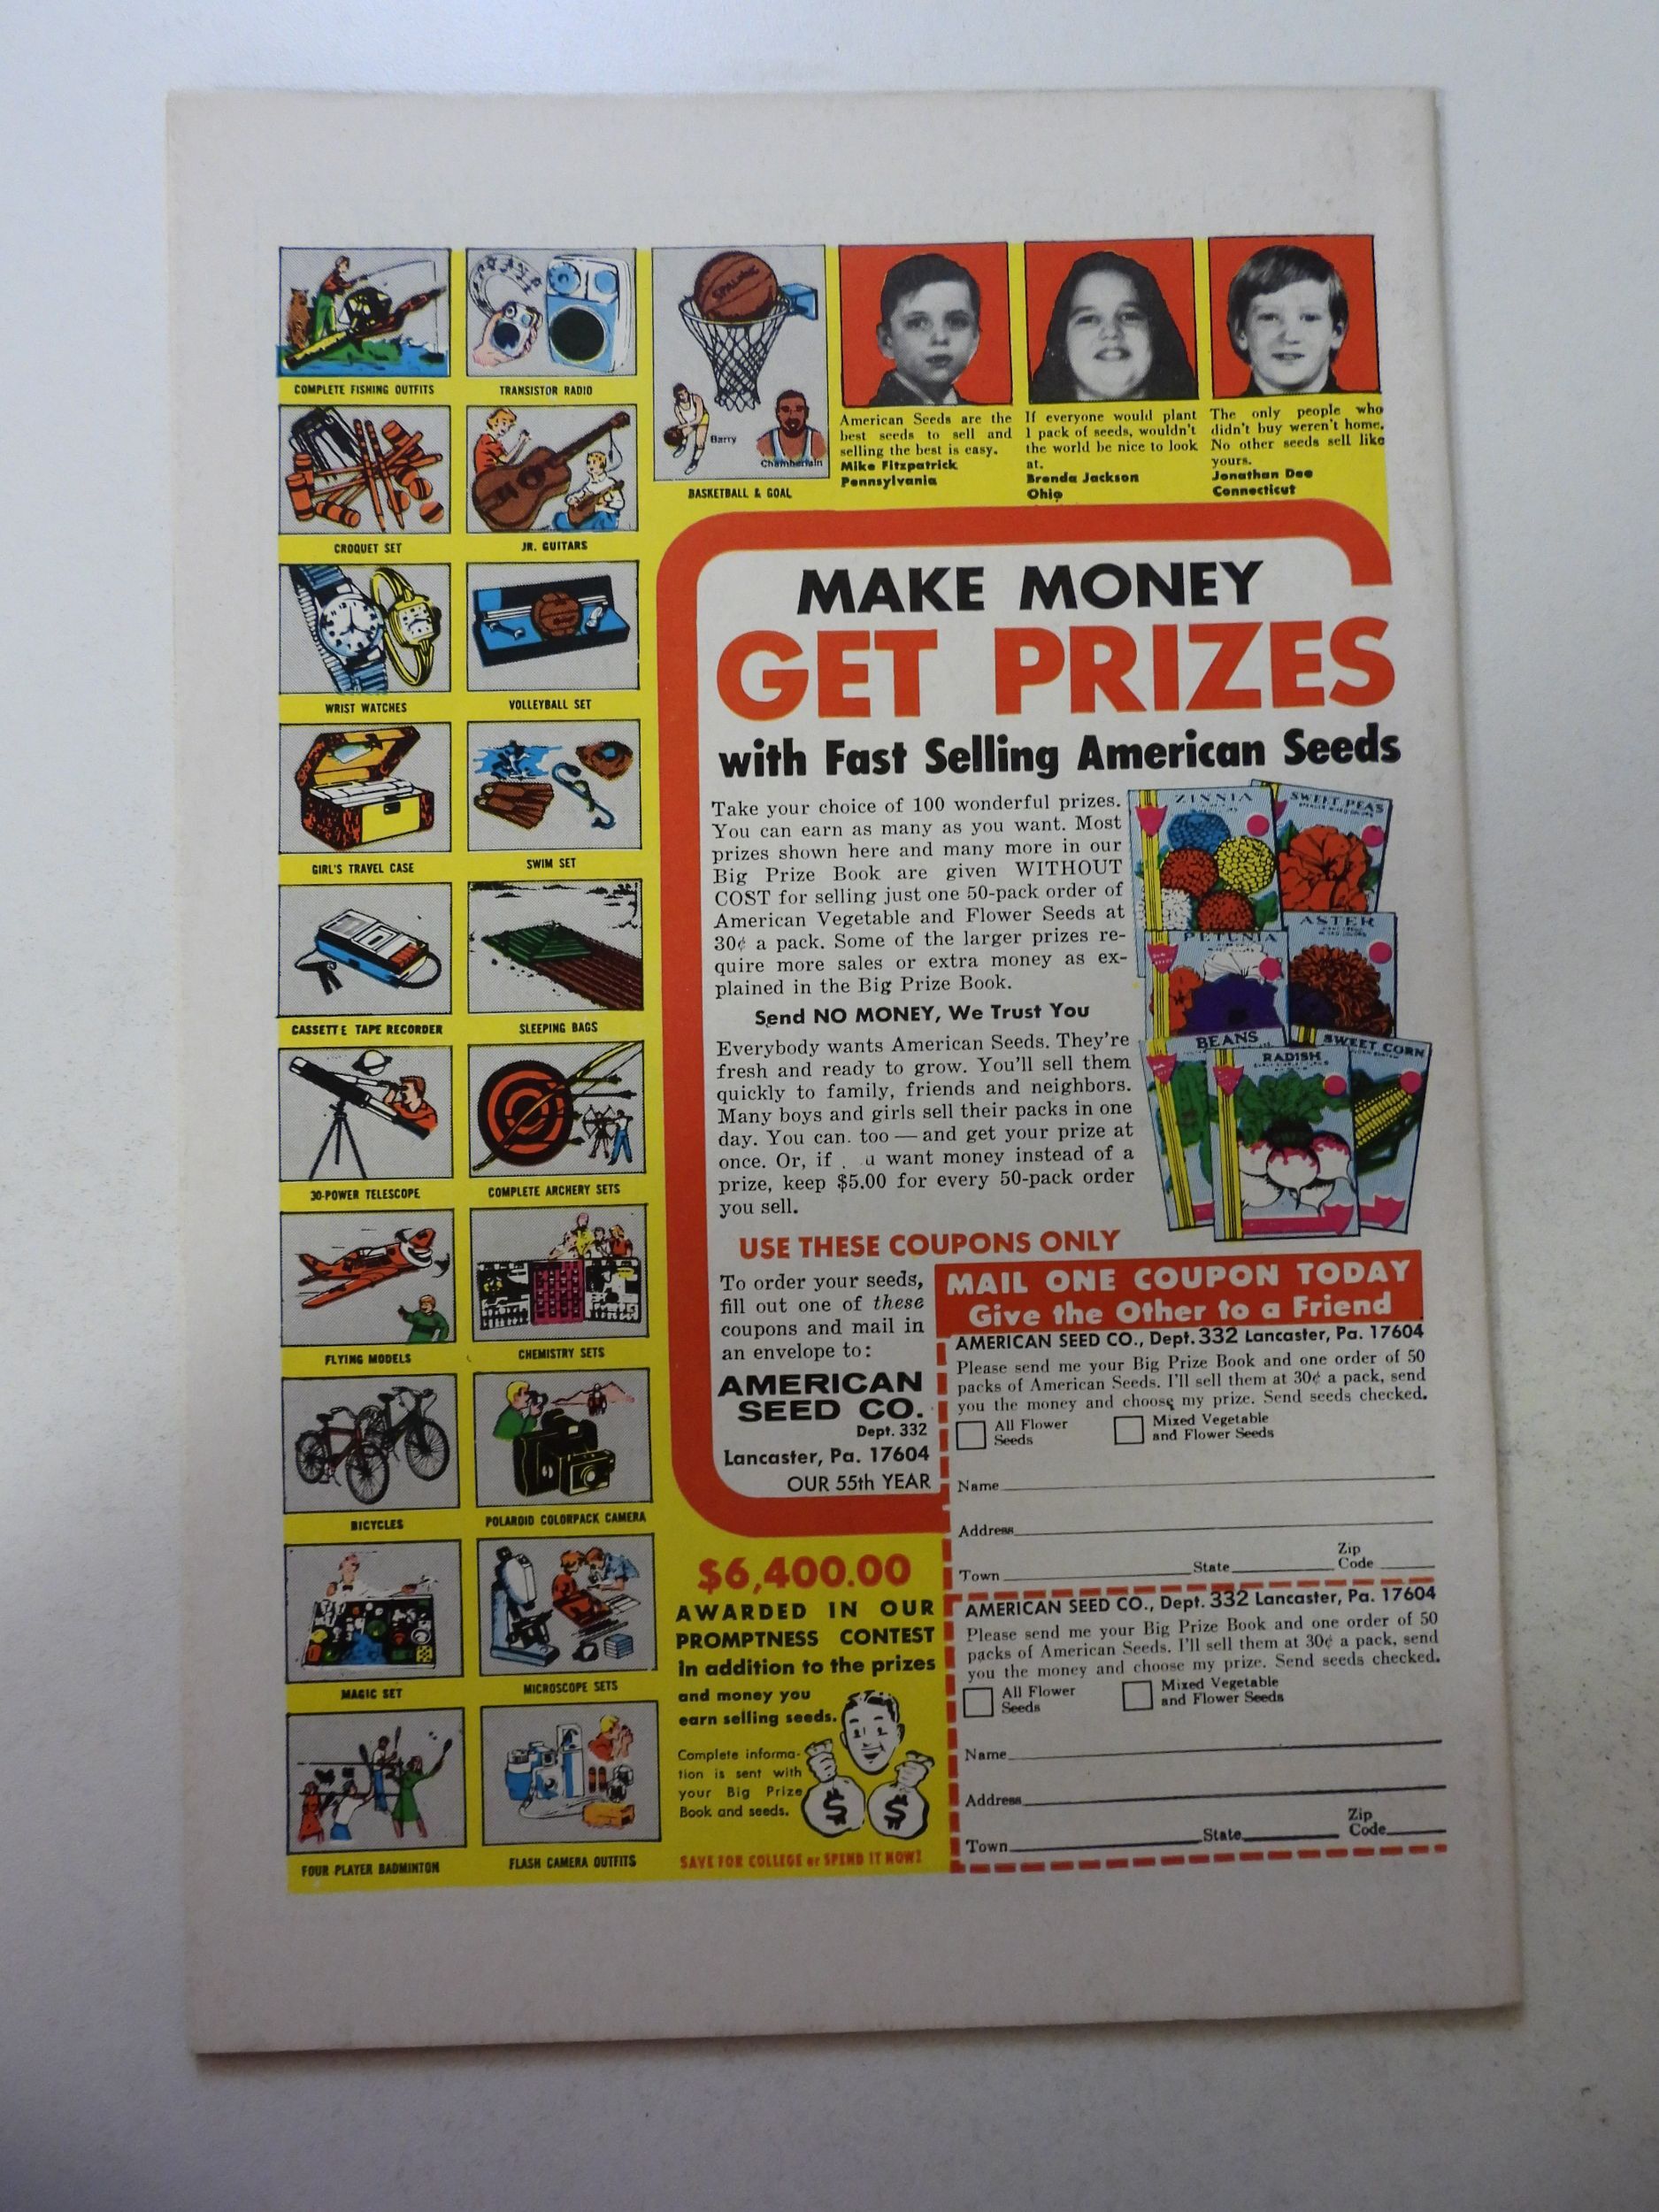 COMPLETE FISHING OUTFITS
TRANSISTOR RADIO
CROQUET SET
JR. GUITARS
WRIST WATCHES
VOLLEYBALL SET
GIRL'S TRAVEL CASE
SWIM SET
CASSETTE TAPE RECORDER
SLEEPING BAGS
30-POWER TELESCOPE
COMPLETE ARCHERY SETS
FLYING MODELS
CHEMISTRY SETS
BICYCLES
POLAROID COLORPACK CAMERA
MAGIC SET
MICROSCOPE SETS
FOUR PLAYER BADMINTON
FLASH CAMERA OUTFITS
SPALDING
Barry
Chamberlain
BASKETBALL & GOAL
American Seeds are the
best seeds to sell and
selling the best is easy.
Mike Fitzpatrick
Pennsylvania
If everyone would plant
1 pack of seeds, wouldn't
the world be nice to look
at.
Brenda Jackson
Ohio
The only people who
didn't buy weren't home.
No other seeds sell like
yours.
Jonathan Dee
Connecticut
MAKE MONEY
GET PRIZES
with Fast Selling American Seeds
Take your choice of 100 wonderful prizes.
You can earn as many as you want. Most
prizes shown here and many more in our
Big Prize Book are given WITHOUT
COST for selling just one 50-pack order of
American Vegetable and Flower Seeds at
30¢ a pack. Some of the larger prizes re-
quire more sales or extra money as ex-
plained in the Big Prize Book.
Send NO MONEY, We Trust You
Everybody wants American Seeds. They're
fresh and ready to grow. You'll sell them
quickly to family, friends and neighbors.
Many boys and girls sell their packs in one
day. You can. too — and get your prize at
once. Or, if u want money instead of a
prize, keep $5.00 for every 50-pack order
you sell.
ZINNIA
SWEET PEAS
PETUNIA
ASTER
BEANS
RADISH
SWEET CORN
USE THESE COUPONS ONLY
To order your seeds,
fill out one of these
coupons and mail in
an envelope to:
AMERICAN
SEED CO.
Dept. 332
Lancaster, Pa. 17604
OUR 55th YEAR
MAIL ONE COUPON TODAY
Give the Other to a Friend
AMERICAN SEED CO., Dept. 332 Lancaster, Pa. 17604
Please send me your Big Prize Book and one order of 50
packs of American Seeds. I'll sell them at 30¢ a pack, send
you the money and choose my prize. Send seeds checked.
All Flower
Seeds
Mixed Vegetable
and Flower Seeds
Name
Address
Town State Zip Code
AMERICAN SEED CO., Dept. 332 Lancaster, Pa. 17604
Please send me your Big Prize Book and one order of 50
packs of American Seeds. I'll sell them at 30¢ a pack, send
you the money and choose my prize. Send seeds checked.
All Flower
Seeds
Mixed Vegetable
and Flower Seeds
Name
Address
Town State Zip Code
$6,400.00
AWARDED IN OUR
PROMPTNESS CONTEST
in addition to the prizes
and money you
earn selling seeds.
Complete informa-
tion is sent with
your Big Prize
Book and seeds.
$ $
SAVE FOR COLLEGE or SPEND IT NOW!